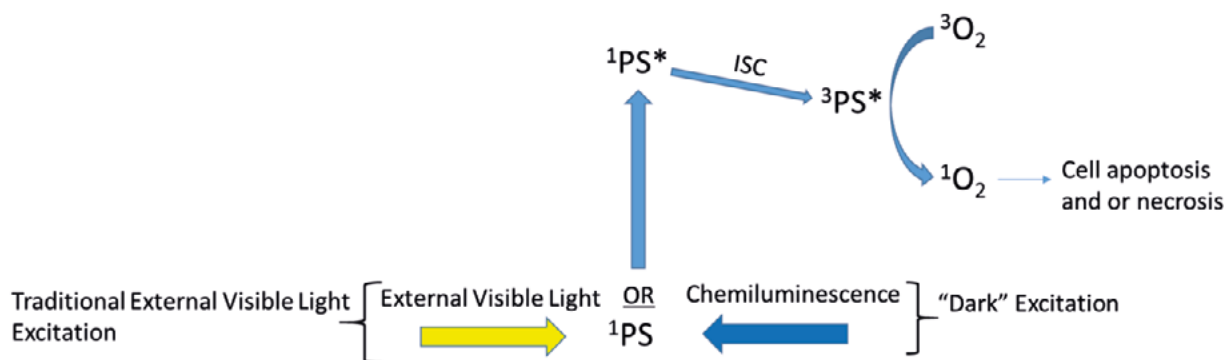 ³O₂
¹PS*
ISC
³PS*
¹O₂
Cell apoptosis
and or necrosis
Traditional External Visible Light
Excitation
External Visible Light OR Chemiluminescence
¹PS
“Dark” Excitation